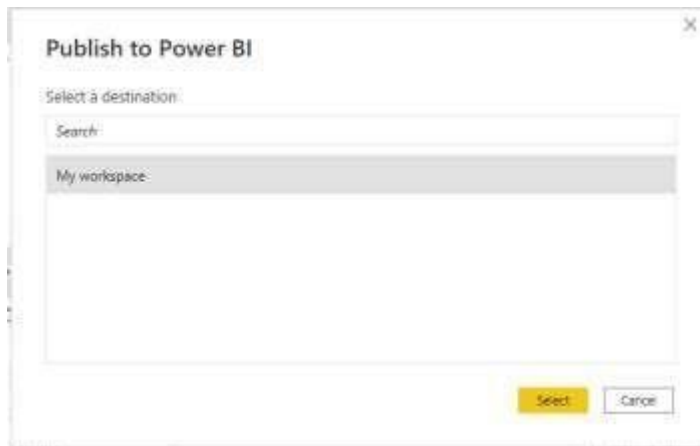 Publish to Power BI
Select a destination
Search
My workspace
Select
Cancel